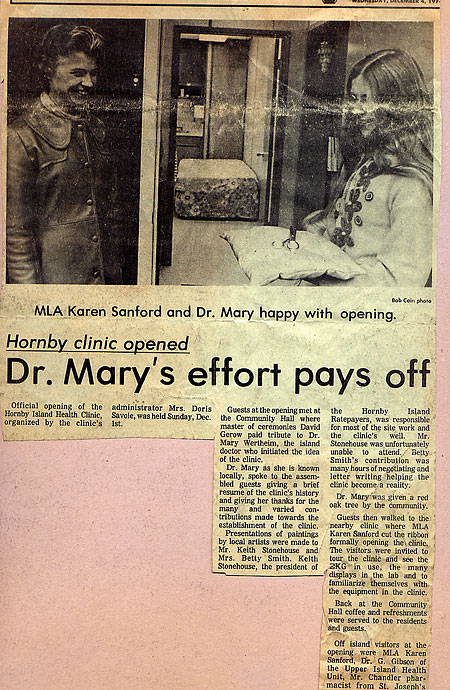 WEDNESDAY, DECEMBER 4, 197
Bob Cain photo
MLA Karen Sanford and Dr. Mary happy with opening.
Hornby clinic opened
Dr. Mary's effort pays off
Official opening of the
Hornby Island Health Clinic,
organized by the clinic's
administrator Mrs. Doris
Savoie, was held Sunday, Dec.
1st.
Guests at the opening met at
the Community Hall where
master of ceremonies David
Gerow paid tribute to Dr.
Mary Wertheim, the island
doctor who initiated the idea
of the clinic.
Dr. Mary as she is known
locally, spoke to the assem-
bled guests giving a brief
resume of the clinic's history
and giving her thanks for the
many and varied con-
tributions made towards the
establishment of the clinic.
Presentations of paintings
by local artists were made to
Mr. Keith Stonehouse and
Mrs. Betty Smith. Keith
Stonehouse, the president of
the Hornby Island
Ratepayers, was responsible
for most of the site work and
the clinic's well. Mr.
Stonehouse was unfortunately
unable to attend. Betty
Smith's contribution was
many hours of negotiating and
letter writing helping the
clinic become a reality.
Dr. Mary was given a red
oak tree by the community.
Guests then walked to the
nearby clinic where MLA
Karen Sanford cut the ribbon
formally opening the clinic.
The visitors were invited to
tour the clinic and see the
2KG in use, the many
displays in the lab and to
familiarize themselves with
the equipment in the clinic.
Back at the Community
Hall coffee and refreshments
were served to the residents
and guests.
Off island visitors at the
opening were MLA Karen
Sanford, Dr. G. Gibson of
the Upper Island Health
Unit, Mr. Chandler phar-
macist from St. Joseph's